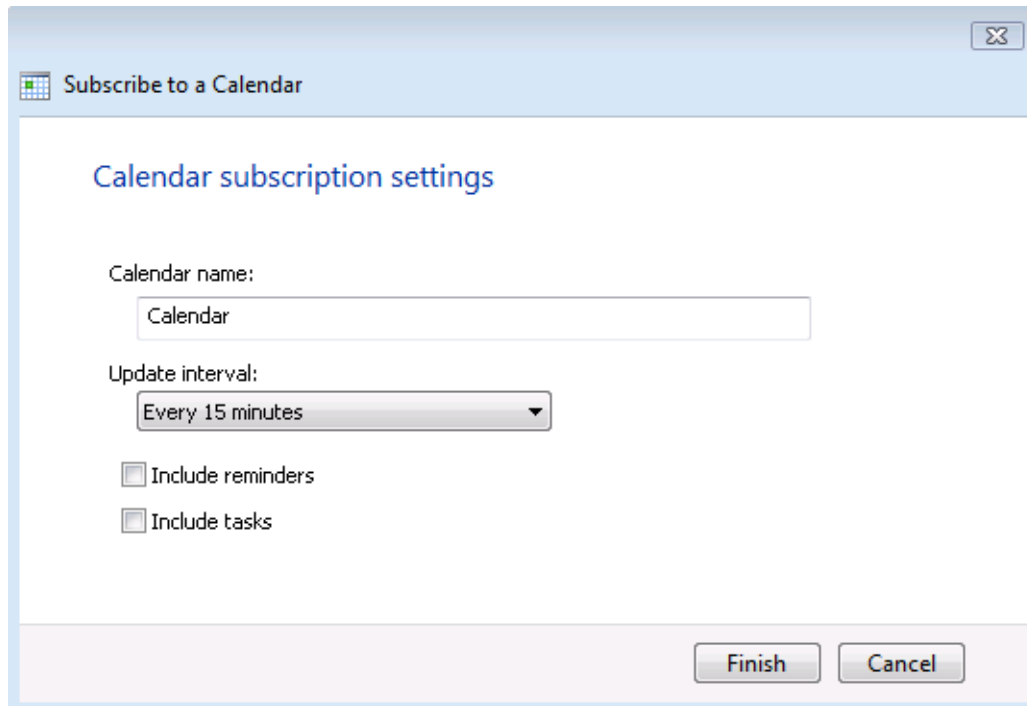 Subscribe to a Calendar
Calendar subscription settings
Calendar name:
Calendar
Update interval:
Every 15 minutes
Include reminders
Include tasks
Finish Cancel